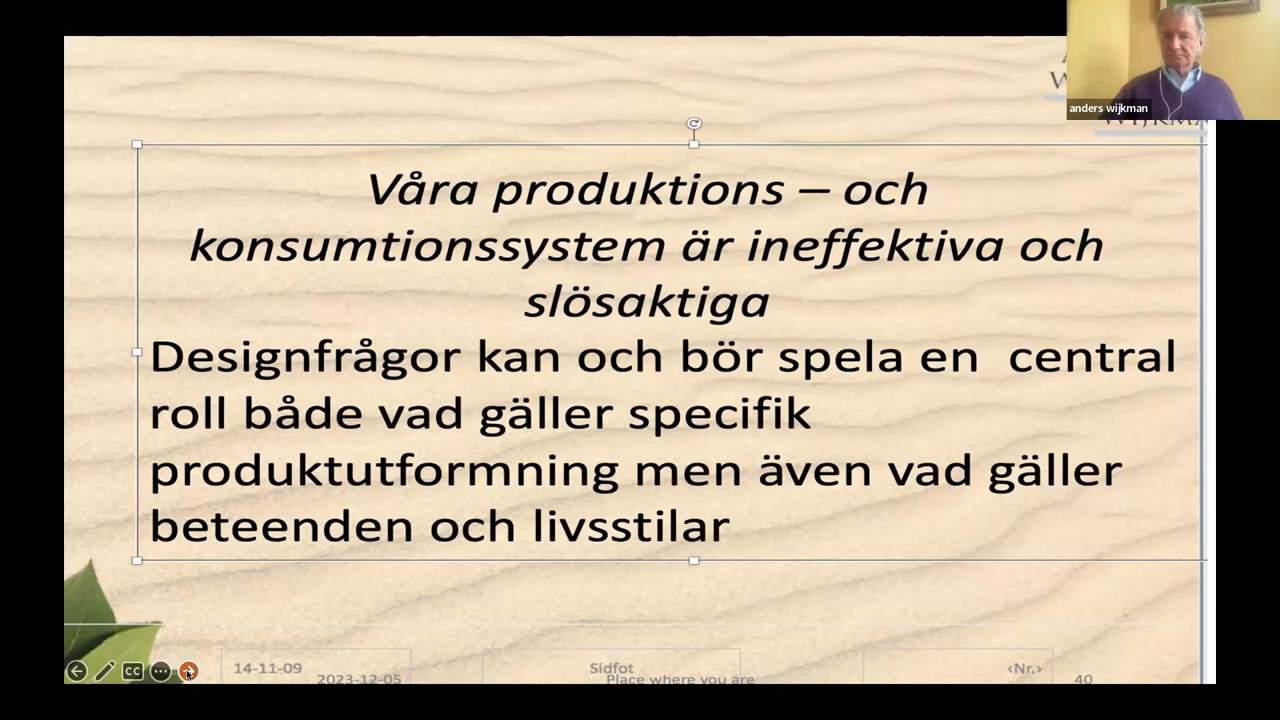 anders wijkman
Våra produktions – och
konsumtionssystem är ineffektiva och
slösaktiga
Designfrågor kan och bör spela en central
roll både vad gäller specifik
produktutformning men även vad gäller
beteenden och livsstilar
CC
14-11-09
2023-12-05
Sidfot
Place where you are
‹Nr.›
40